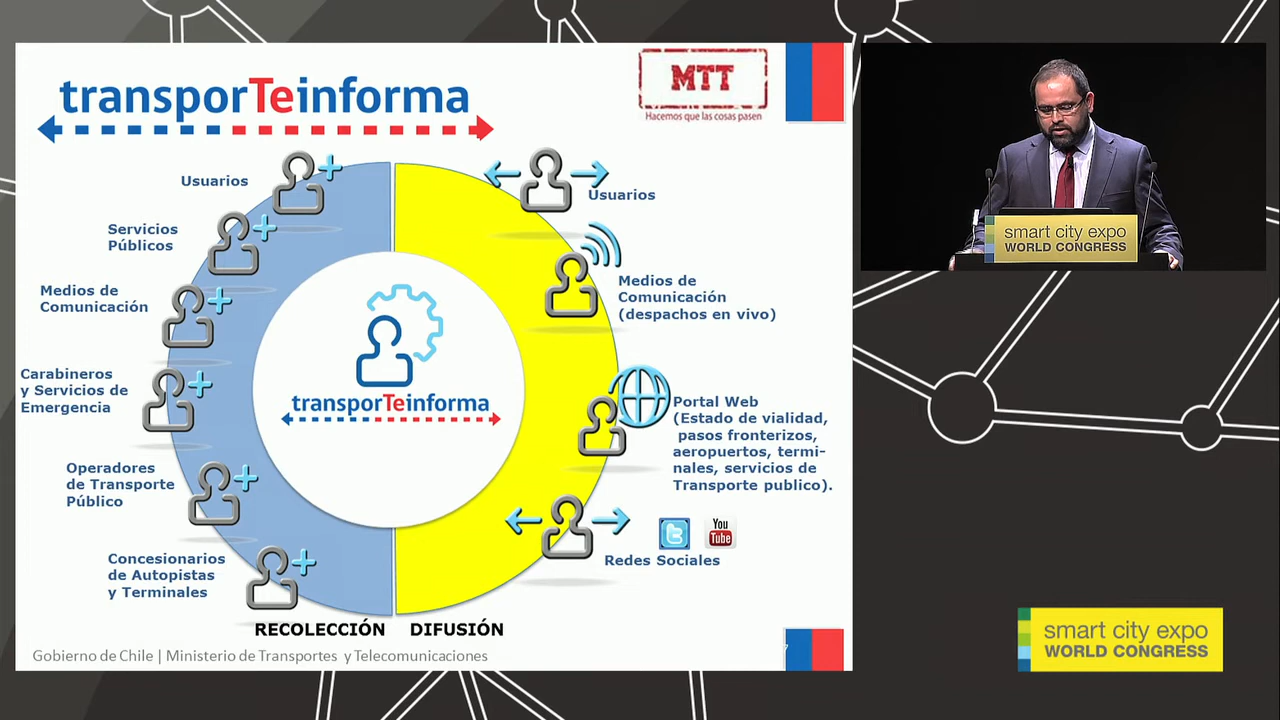 transporTeinforma
MTT
Hacemos que las cosas pasen
Usuarios
Servicios
Públicos
Medios de
Comunicación
Carabineros
y Servicios de
Emergencia
Operadores
de Transporte
Público
Concesionarios
de Autopistas
y Terminales
transporTeinforma
Usuarios
Medios de
Comunicación
(despachos en vivo)
Portal Web
(Estado de vialidad,
pasos fronterizos,
aeropuertos, termi-
nales, servicios de
Transporte publico).
You
Tube
Redes Sociales
RECOLECCIÓN
DIFUSIÓN
Gobierno de Chile | Ministerio de Transportes y Telecomunicaciones
7
smart city expo
WORLD CONGRESS
smart city expo
WORLD CONGRESS